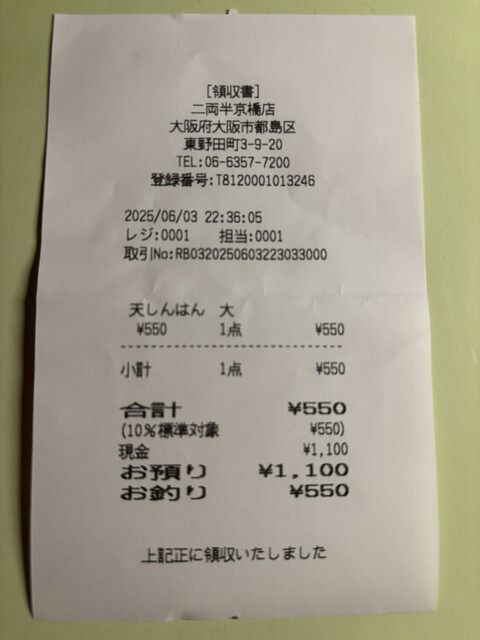 [領収書]
二両半京橋店
大阪府大阪市都島区
東野田町3-9-20
TEL:06-6357-7200
登録番号:T8120001013246
2025/06/03 22:36:05
レジ:0001 担当:0001
取引No:RB0320250603223033000
天しんはん 大
¥550 1点 ¥550
小計 1点 ¥550
合計 ¥550
(10%標準対象 ¥550)
現金 ¥1,100
お預り ¥1,100
お釣り ¥550
上記正に領収いたしました